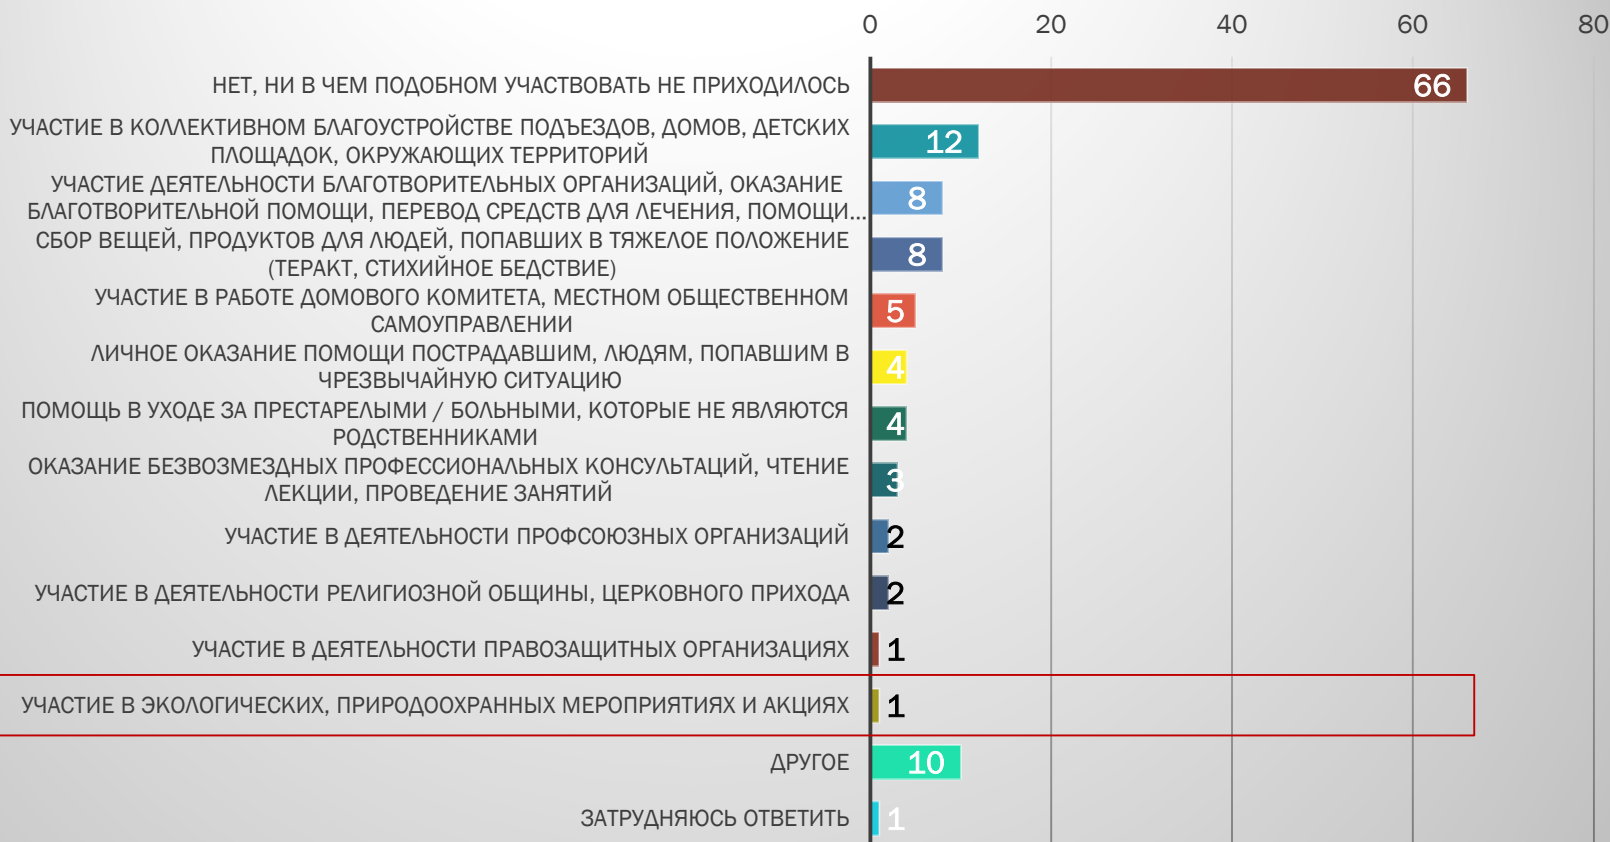 0 20 40 60 80
НЕТ, НИ В ЧЕМ ПОДОБНОМ УЧАСТВОВАТЬ НЕ ПРИХОДИЛОСЬ 66
УЧАСТИЕ В КОЛЛЕКТИВНОМ БЛАГОУСТРОЙСТВЕ ПОДЪЕЗДОВ, ДОМОВ, ДЕТСКИХ
ПЛОЩАДОК, ОКРУЖАЮЩИХ ТЕРРИТОРИЙ 12
УЧАСТИЕ ДЕЯТЕЛЬНОСТИ БЛАГОТВОРИТЕЛЬНЫХ ОРГАНИЗАЦИЙ, ОКАЗАНИЕ
БЛАГОТВОРИТЕЛЬНОЙ ПОМОЩИ, ПЕРЕВОД СРЕДСТВ ДЛЯ ЛЕЧЕНИЯ, ПОМОЩИ... 8
СБОР ВЕЩЕЙ, ПРОДУКТОВ ДЛЯ ЛЮДЕЙ, ПОПАВШИХ В ТЯЖЕЛОЕ ПОЛОЖЕНИЕ
(ТЕРАКТ, СТИХИЙНОЕ БЕДСТВИЕ) 8
УЧАСТИЕ В РАБОТЕ ДОМОВОГО КОМИТЕТА, МЕСТНОМ ОБЩЕСТВЕННОМ
САМОУПРАВЛЕНИИ 5
ЛИЧНОЕ ОКАЗАНИЕ ПОМОЩИ ПОСТРАДАВШИМ, ЛЮДЯМ, ПОПАВШИМ В
ЧРЕЗВЫЧАЙНУЮ СИТУАЦИЮ 4
ПОМОЩЬ В УХОДЕ ЗА ПРЕСТАРЕЛЫМИ / БОЛЬНЫМИ, КОТОРЫЕ НЕ ЯВЛЯЮТСЯ
РОДСТВЕННИКАМИ 4
ОКАЗАНИЕ БЕЗВОЗМЕЗДНЫХ ПРОФЕССИОНАЛЬНЫХ КОНСУЛЬТАЦИЙ, ЧТЕНИЕ
ЛЕКЦИИ, ПРОВЕДЕНИЕ ЗАНЯТИЙ 3
УЧАСТИЕ В ДЕЯТЕЛЬНОСТИ ПРОФСОЮЗНЫХ ОРГАНИЗАЦИЙ 2
УЧАСТИЕ В ДЕЯТЕЛЬНОСТИ РЕЛИГИОЗНОЙ ОБЩИНЫ, ЦЕРКОВНОГО ПРИХОДА 2
УЧАСТИЕ В ДЕЯТЕЛЬНОСТИ ПРАВОЗАЩИТНЫХ ОРГАНИЗАЦИЯХ 1
УЧАСТИЕ В ЭКОЛОГИЧЕСКИХ, ПРИРОДООХРАННЫХ МЕРОПРИЯТИЯХ И АКЦИЯХ 1
ДРУГОЕ 10
ЗАТРУДНЯЮСЬ ОТВЕТИТЬ 1